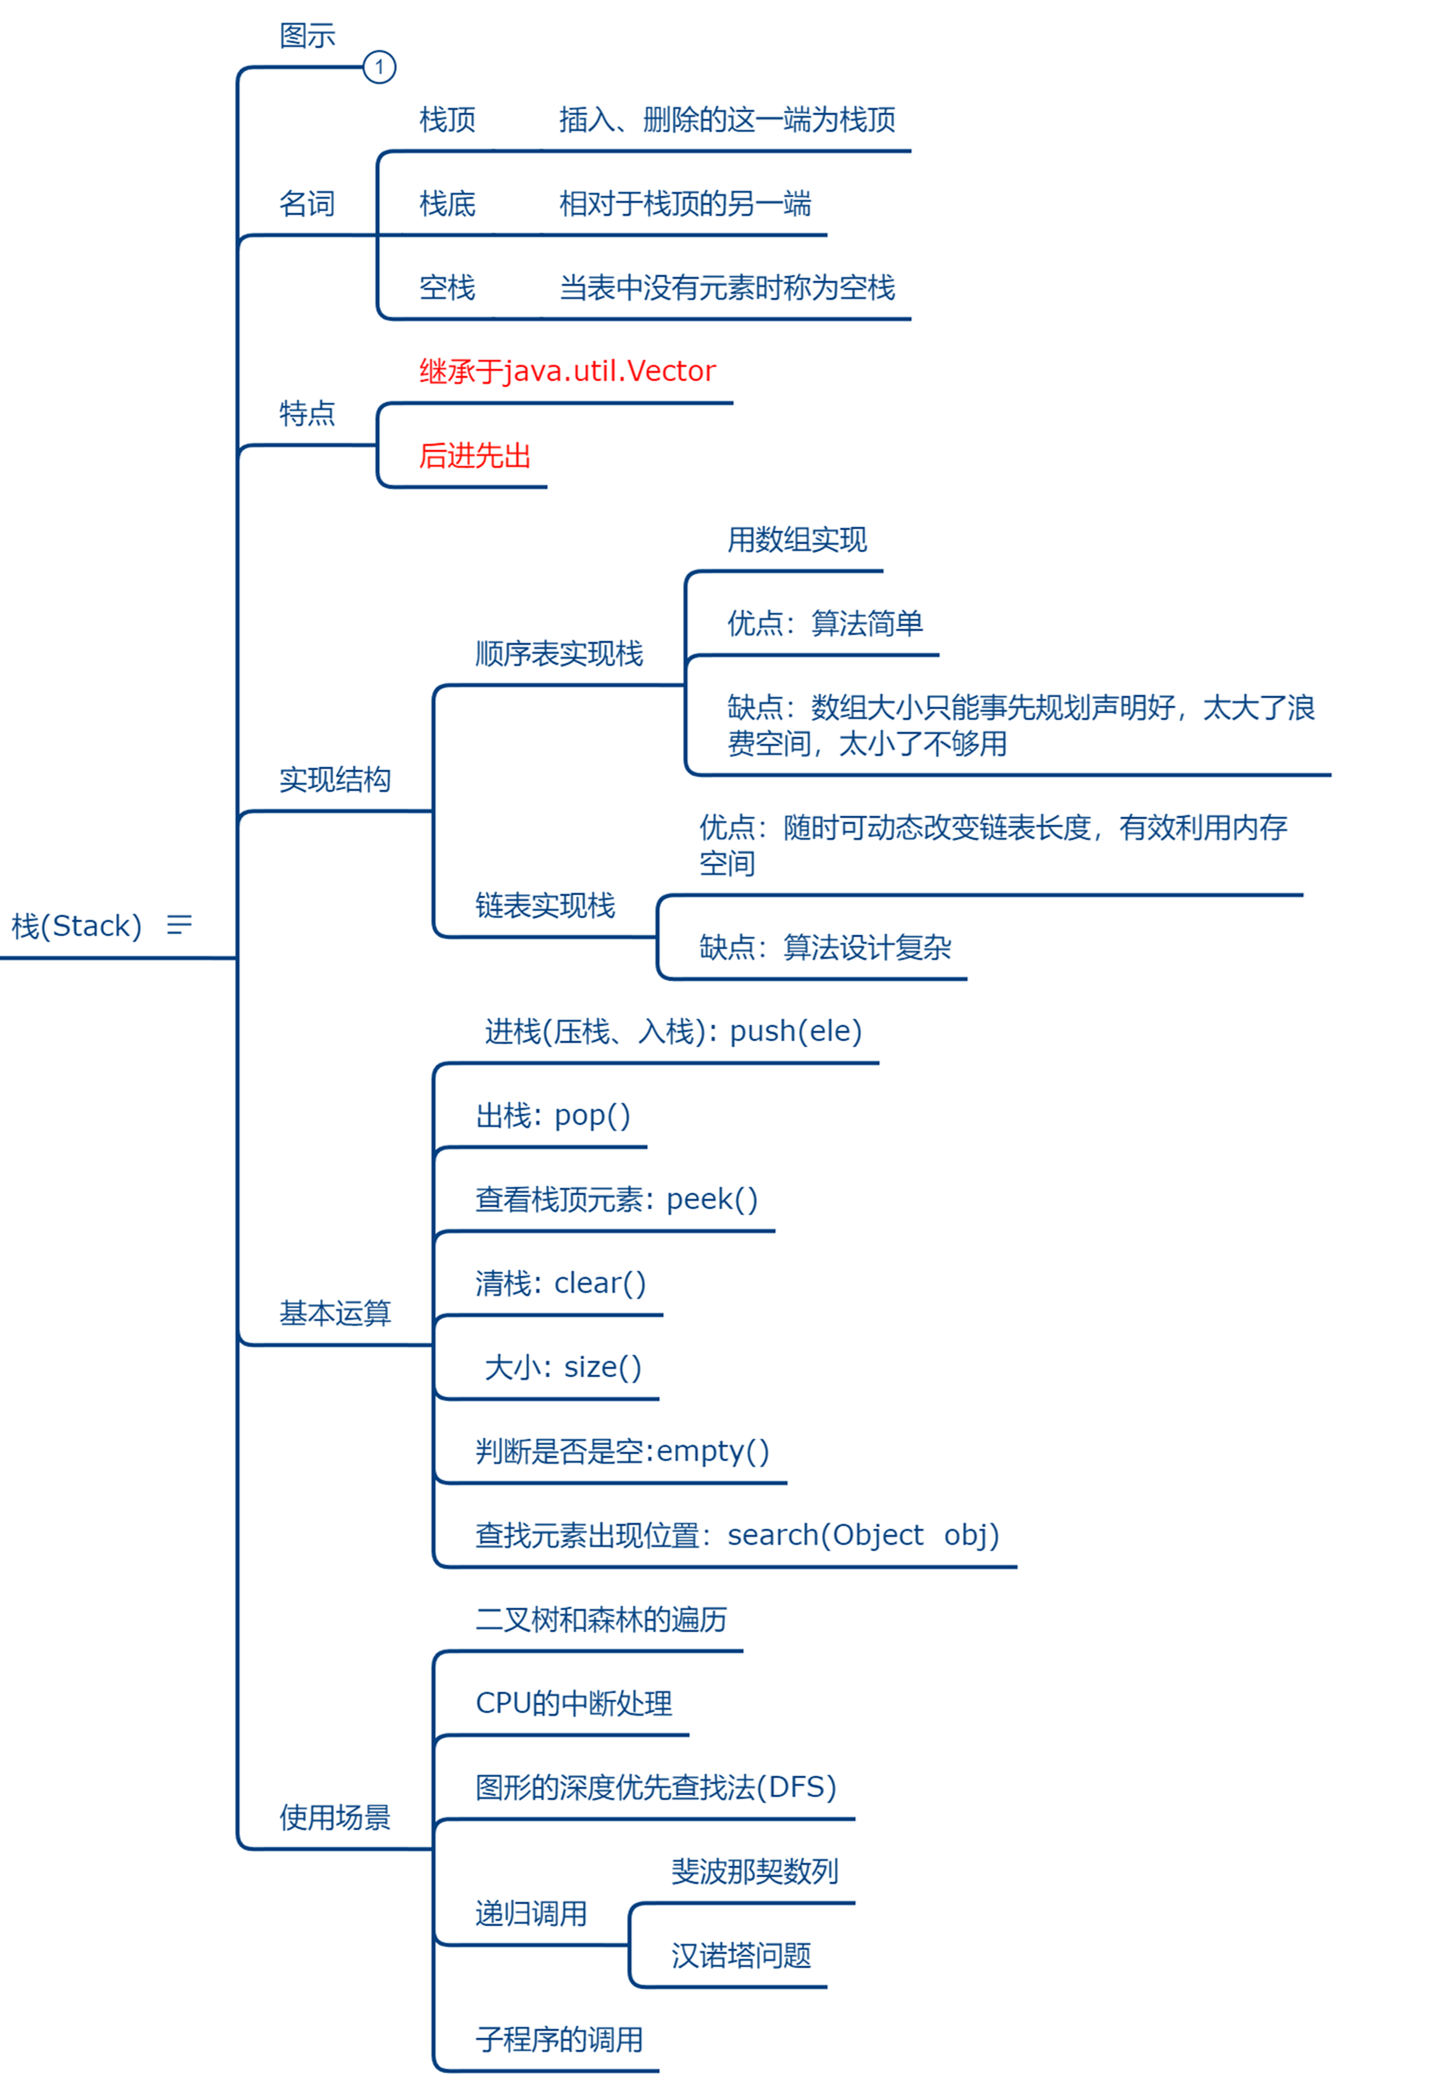 图示
1
栈顶 插入、删除的这一端为栈顶
名词
栈底 相对于栈顶的另一端
空栈 当表中没有元素时称为空栈
特点
继承于java.util.Vector
后进先出
实现结构
顺序表实现栈
用数组实现
优点：算法简单
缺点：数组大小只能事先规划声明好，太大了浪
费空间，太小了不够用
链表实现栈
优点：随时可动态改变链表长度，有效利用内存
空间
缺点：算法设计复杂
栈(Stack)
基本运算
进栈(压栈、入栈): push(ele)
出栈: pop()
查看栈顶元素: peek()
清栈: clear()
大小: size()
判断是否是空:empty()
查找元素出现位置：search(Object obj)
使用场景
二叉树和森林的遍历
CPU的中断处理
图形的深度优先查找法(DFS)
递归调用
斐波那契数列
汉诺塔问题
子程序的调用